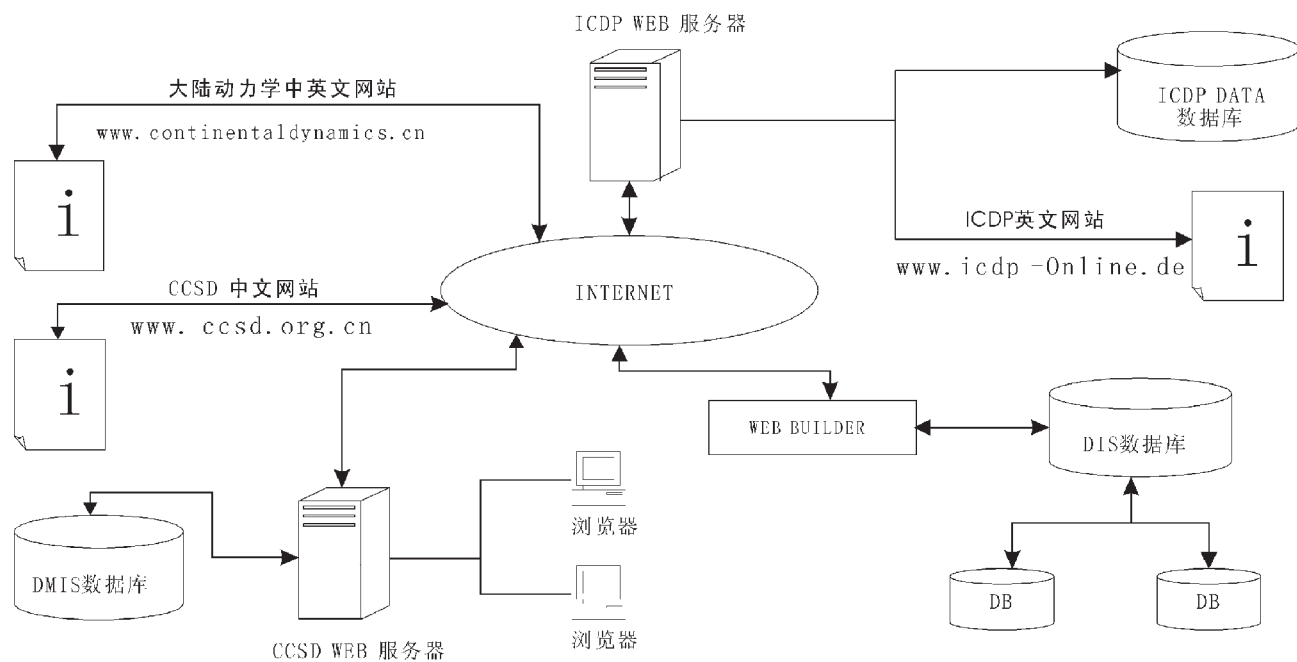 ICDP WEB 服务器
大陆动力学中英文网站
www.continentaldynamics.cn
ICDP DATA
数据库
i
ICDP英文网站
www.icdp-Online.de
i
INTERNET
CCSD 中文网站
www. ccsd.org.cn
i
WEB BUILDER
DIS数据库
浏览器
DMIS数据库
DB
DB
浏览器
CCSD WEB 服务器